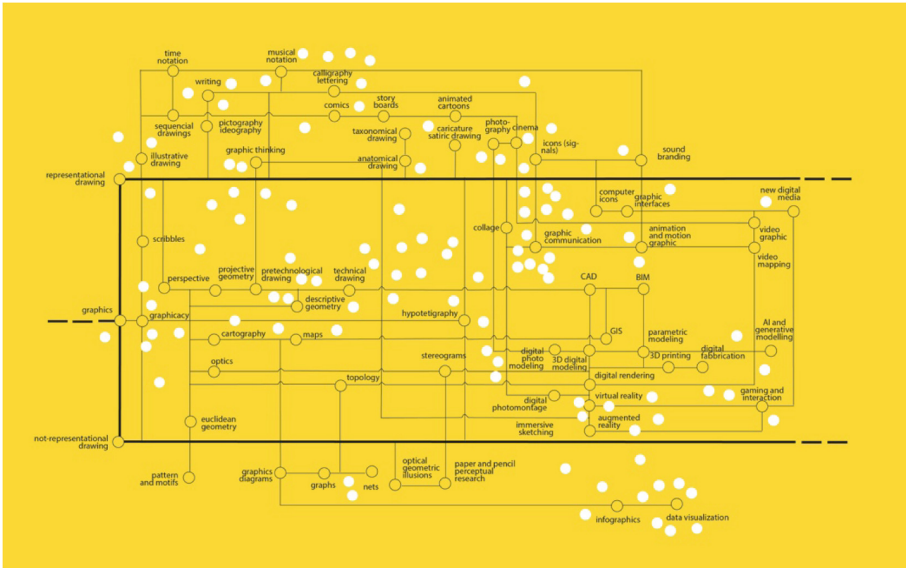 time
notation
musical
notation
writing
calligraphy
lettering
comics
story
boards
animated
cartoons
sequencial
drawings
pictography
ideography
taxonomical
drawing
caricature
satiric drawing
photo-
graphy
cinema
icons (sig-
nals)
sound
branding
illustrative
drawing
graphic thinking
anatomical
drawing
representational
drawing
computer
icons
graphic
interfaces
new digital
media
scribbles
collage
graphic
communication
animation
and motion
graphic
video
graphic
video
mapping
perspective
projective
geometry
pretechnological
drawing
technical
drawing
CAD
BIM
descriptive
geometry
graphics
graphicacy
hypotetigraphy
cartography
maps
GIS
parametric
modeling
AI and
generative
modelling
optics
stereograms
digital
photo
modeling
3D digital
modeling
3D printing
digital
fabbrication
topology
digital rendering
digital
photomontage
virtual reality
gaming and
interaction
euclidean
geometry
immersive
sketching
augmented
reality
not-representational
drawing
pattern
and motifs
graphics
diagrams
graphs
nets
optical
geometric
illusions
paper and pencil
perceptual
research
infographics
data visualization